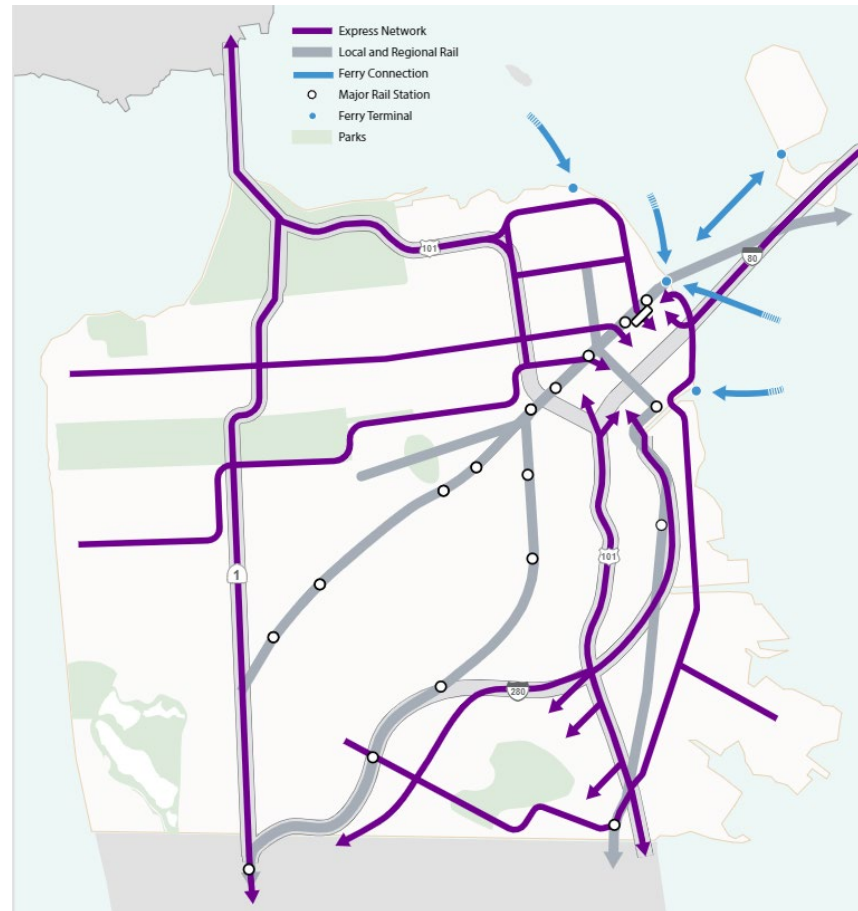 Express Network
Local and Regional Rail
Ferry Connection
Major Rail Station
Ferry Terminal
Parks
101
80
1
101
280